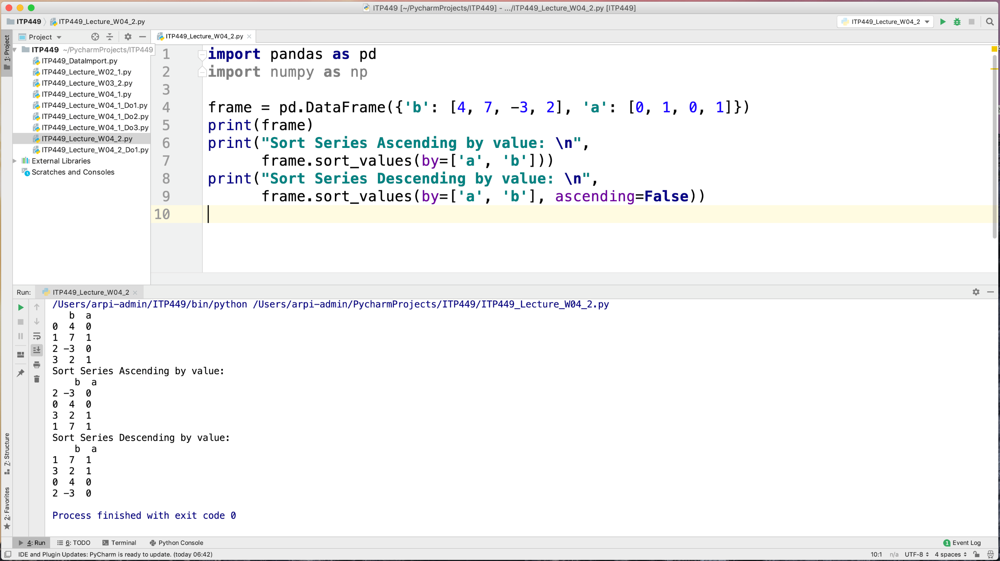 ITP449 [~/PycharmProjects/ITP449] - .../ITP449_Lecture_W04_2.py [ITP449]
ITP449 ITP449_Lecture_W04_2.py
ITP449_Lecture_W04_2
1: Project
Project
ITP449_Lecture_W04_2.py
ITP449 ~/PycharmProjects/ITP449
ITP449_DataImport.py
ITP449_Lecture_W02_1.py
ITP449_Lecture_W03_2.py
ITP449_Lecture_W04_1.py
ITP449_Lecture_W04_1_Do1.py
ITP449_Lecture_W04_1_Do2.py
ITP449_Lecture_W04_1_Do3.py
ITP449_Lecture_W04_2.py
ITP449_Lecture_W04_2_Do1.py
External Libraries
Scratches and Consoles
1 import pandas as pd
2 import numpy as np
3
4 frame = pd.DataFrame({'b': [4, 7, -3, 2], 'a': [0, 1, 0, 1]})
5 print(frame)
6 print("Sort Series Ascending by value: \n",
7       frame.sort_values(by=['a', 'b']))
8 print("Sort Series Descending by value: \n",
9       frame.sort_values(by=['a', 'b'], ascending=False))
10
Run: ITP449_Lecture_W04_2
/Users/arpi-admin/ITP449/bin/python /Users/arpi-admin/PycharmProjects/ITP449/ITP449_Lecture_W04_2.py
   b  a
0  4  0
1  7  1
2 -3  0
3  2  1
Sort Series Ascending by value:
    b  a
2 -3  0
0  4  0
3  2  1
1  7  1
Sort Series Descending by value:
    b  a
1  7  1
3  2  1
0  4  0
2 -3  0
Process finished with exit code 0
7: Structure
2: Favorites
4: Run 6: TODO Terminal Python Console
1 Event Log
IDE and Plugin Updates: PyCharm is ready to update. (today 06:42)
10:1 n/a UTF-8 4 spaces